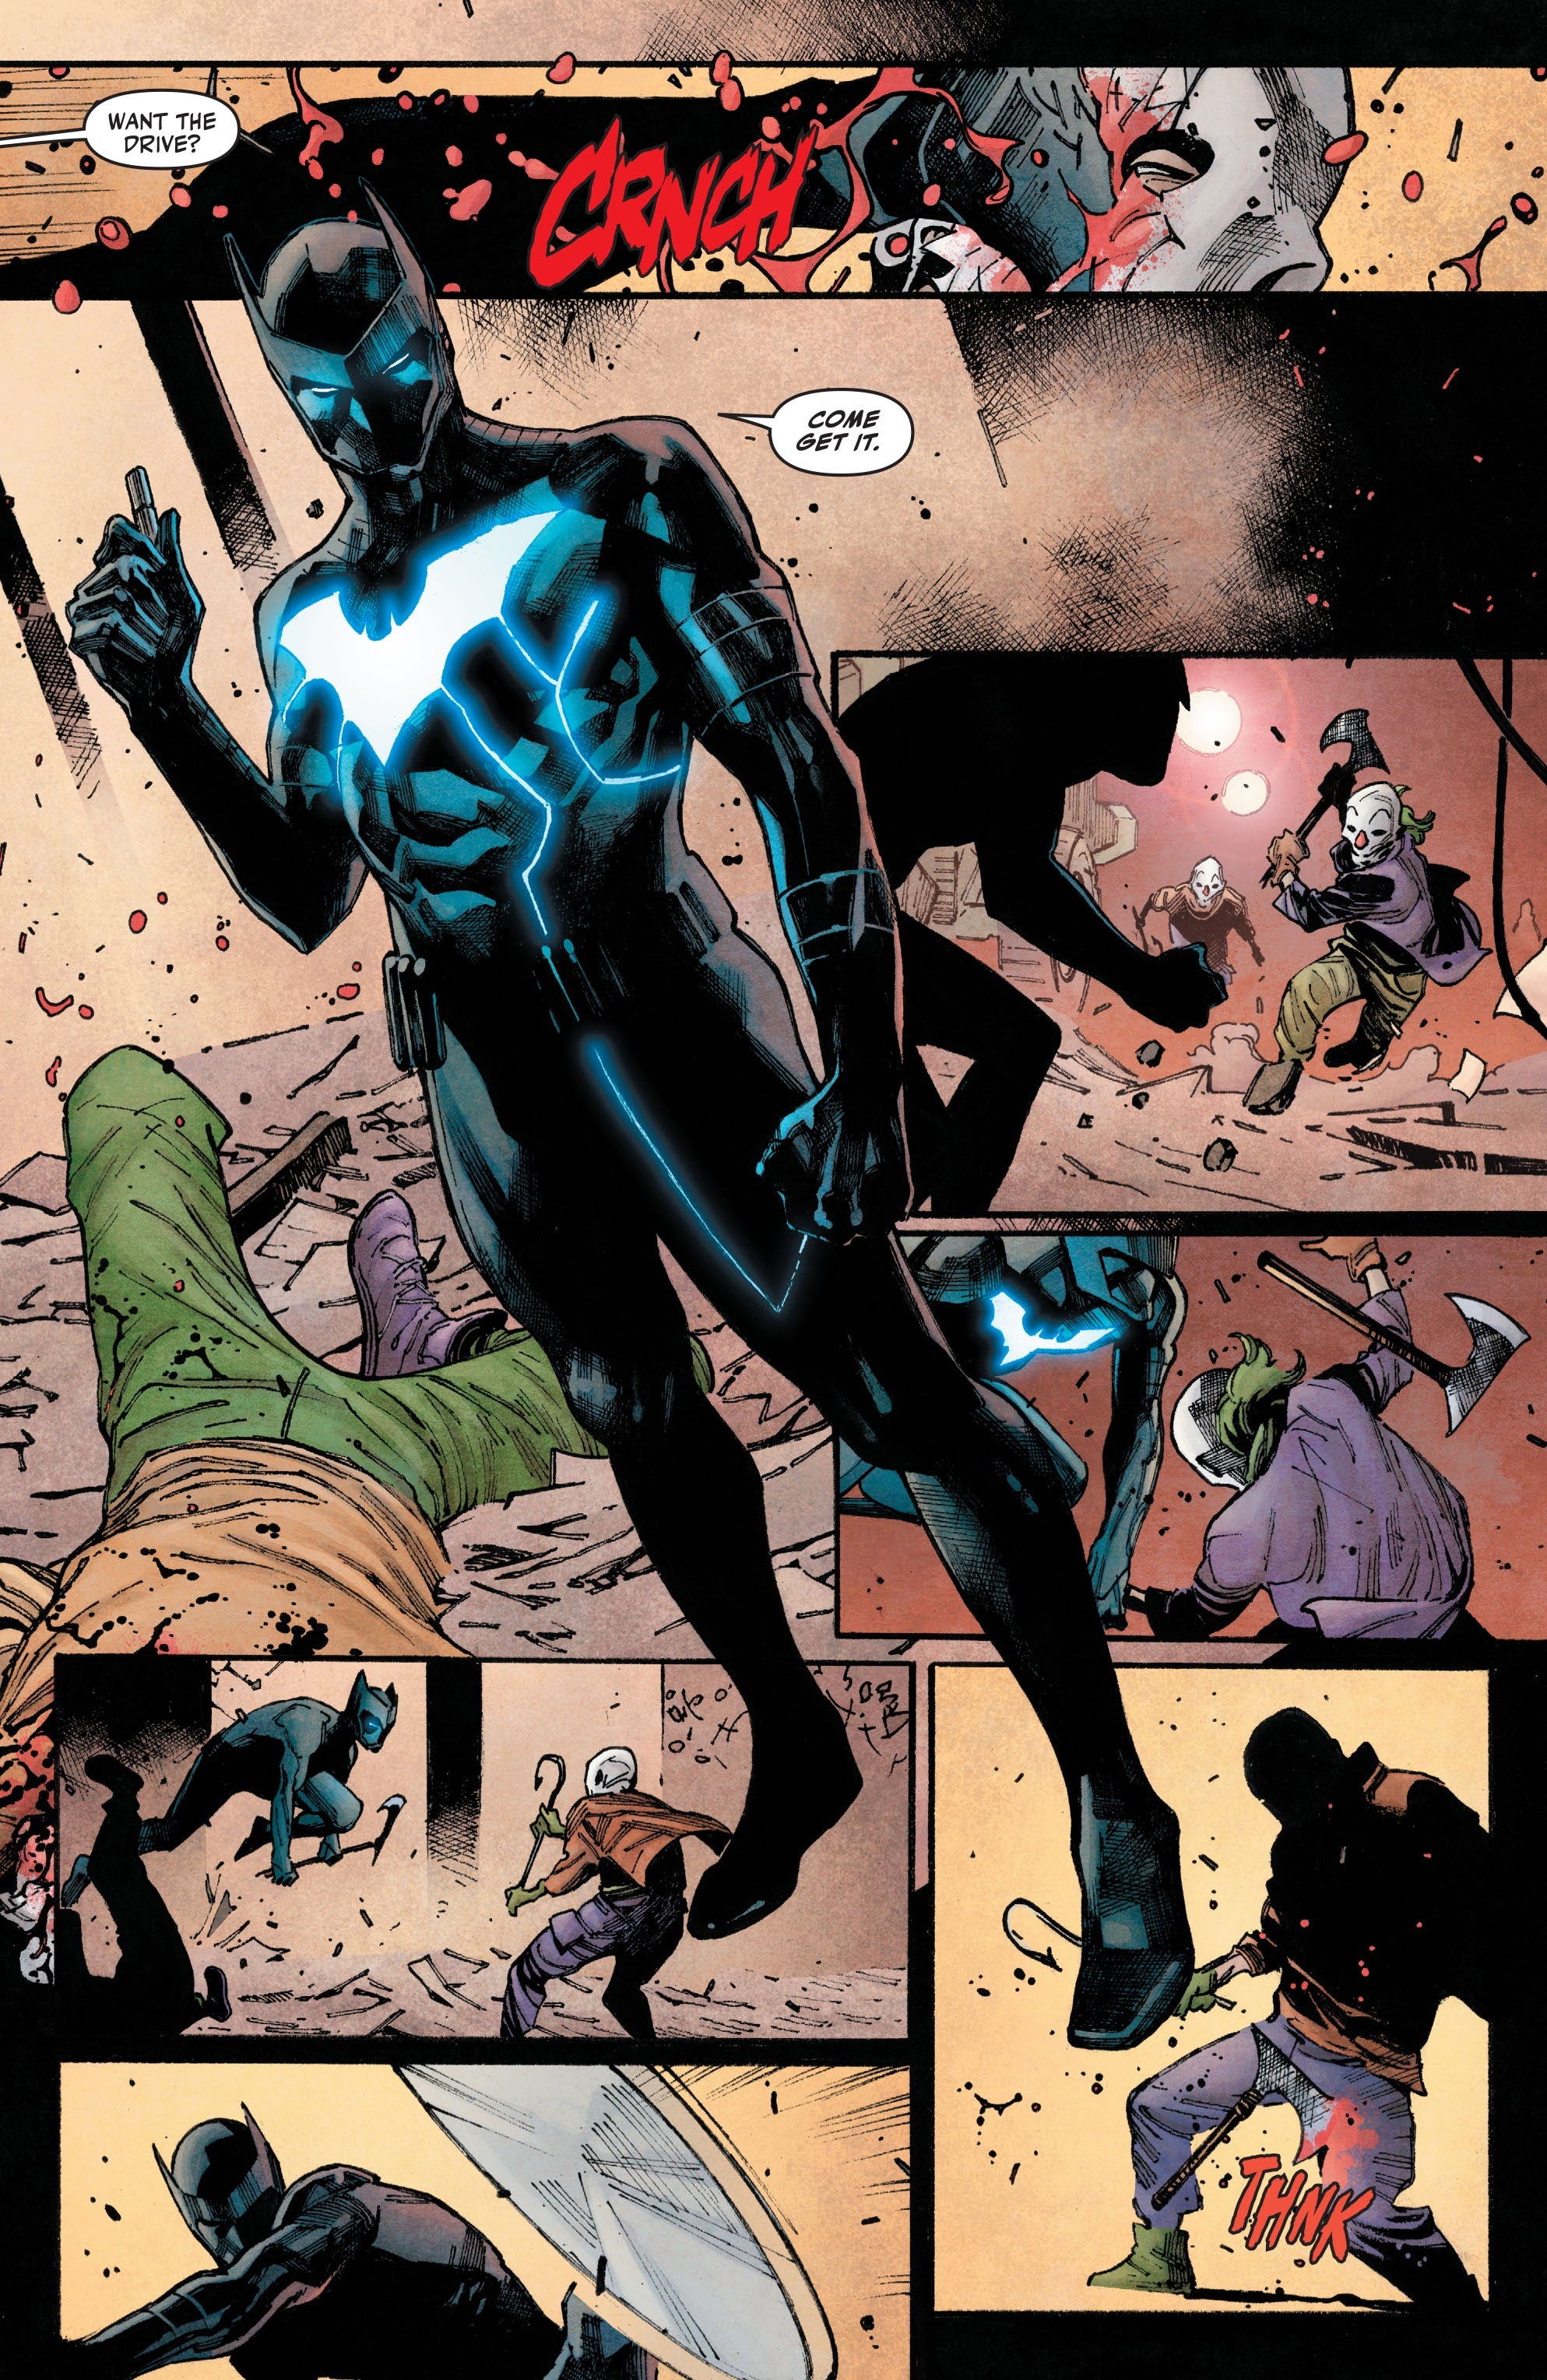 WANT THE
DRIVE?
CRNCH
COME
GET IT.
THNK